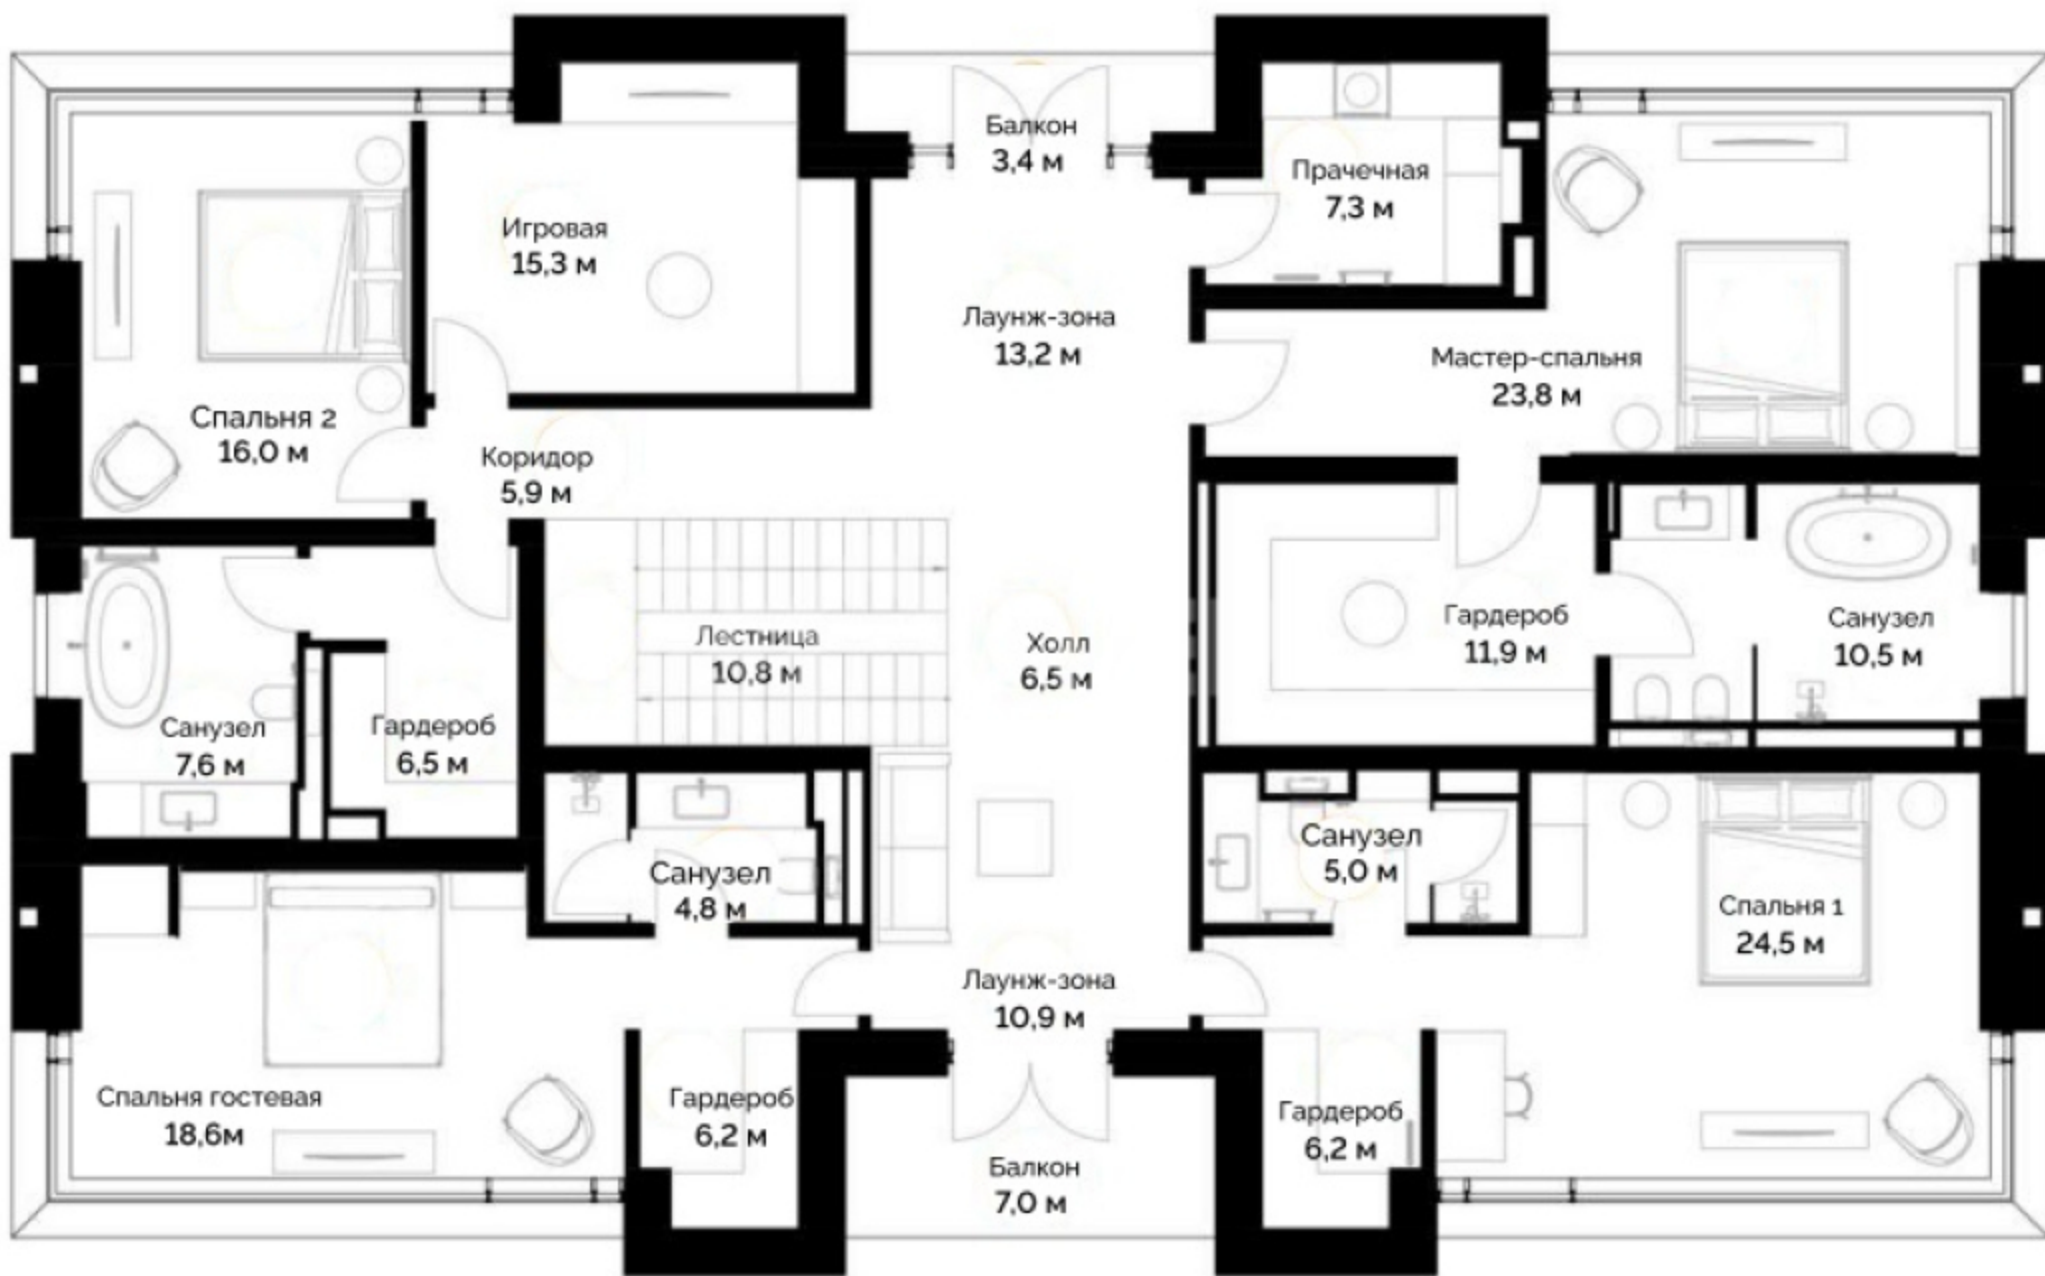 Балкон
3,4 м
Прачечная
7,3 м
Игровая
15,3 м
Лаунж-зона
13,2 м
Мастер-спальня
23,8 м
Спальня 2
16,0 м
Коридор
5,9 м
Лестница
10,8 м
Холл
6,5 м
Гардероб
11,9 м
Санузел
10,5 м
Санузел
7,6 м
Гардероб
6,5 м
Санузел
4,8 м
Санузел
5,0 м
Спальня 1
24,5 м
Лаунж-зона
10,9 м
Спальня гостевая
18,6м
Гардероб
6,2 м
Гардероб
6,2 м
Балкон
7,0 м